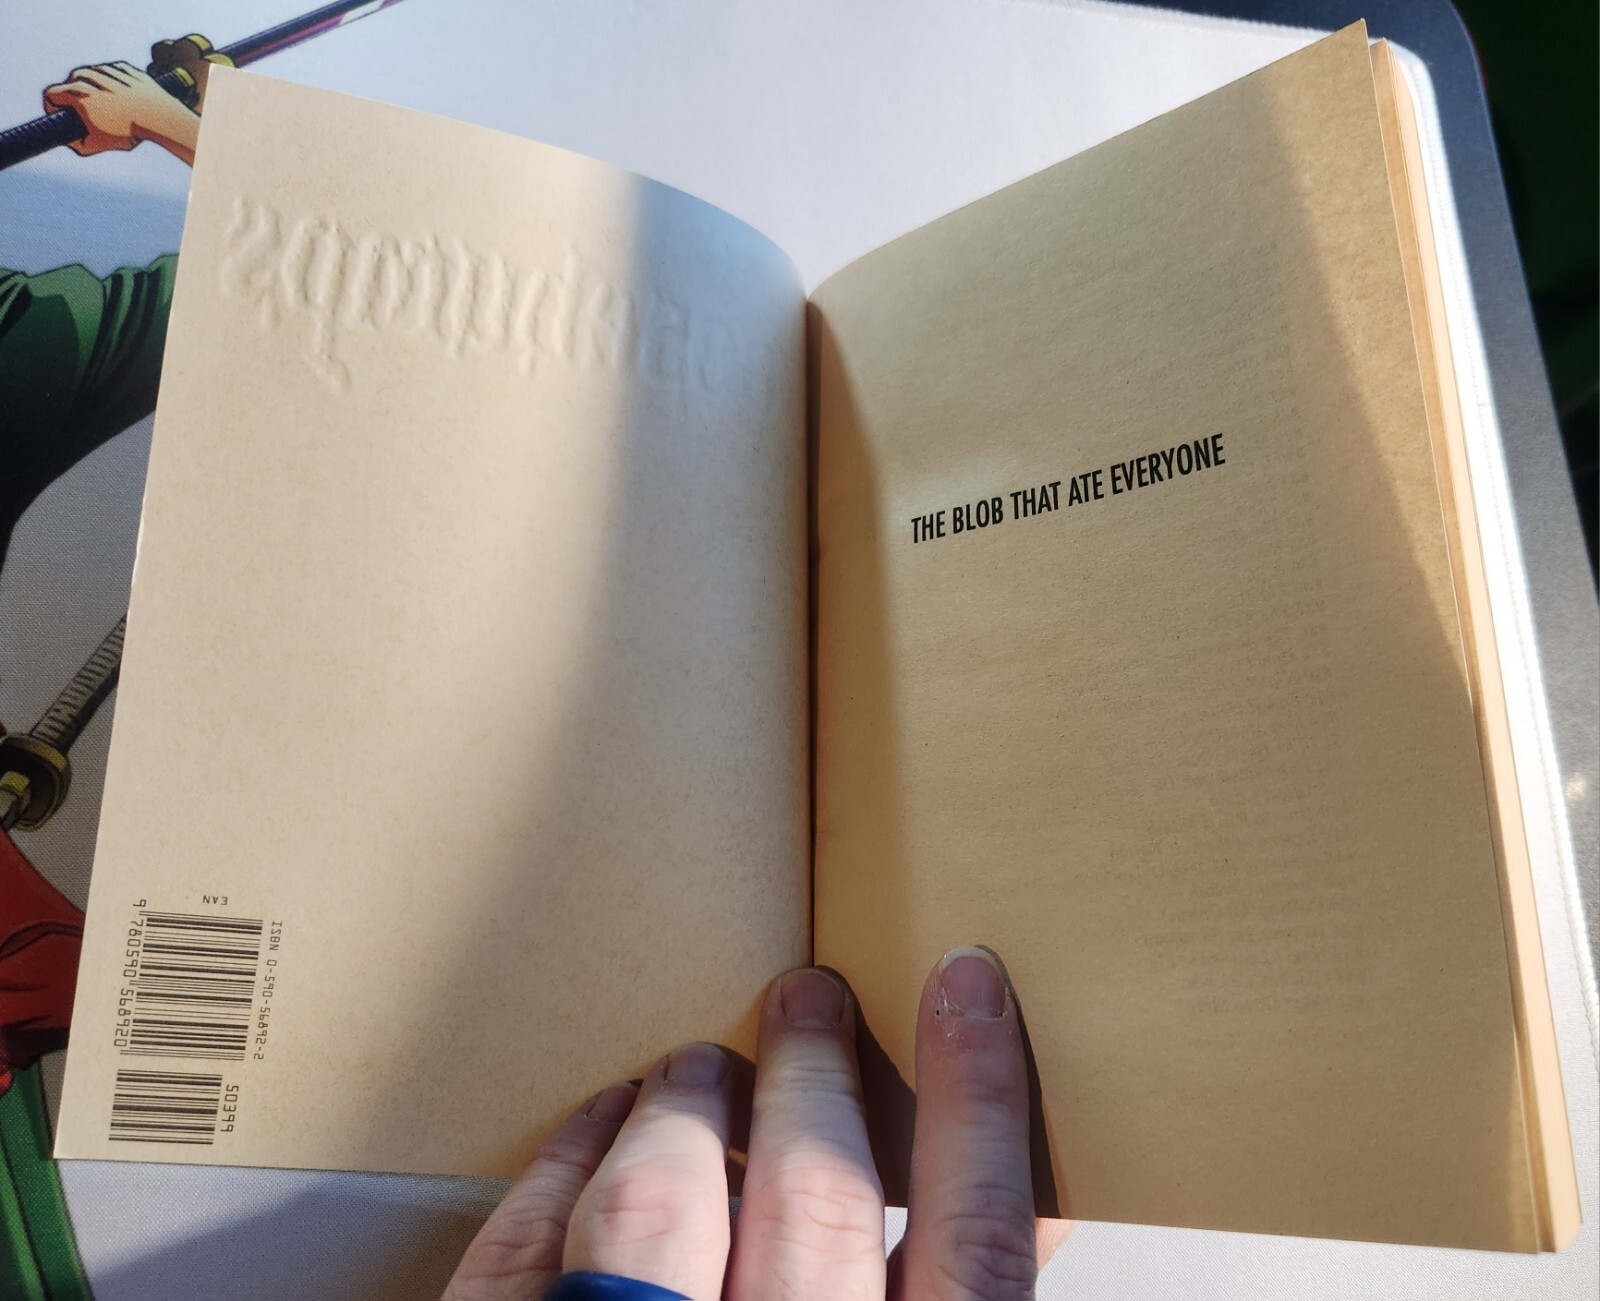 EAN
ISBN 0-590-56892-2
9 780590 568920
50399
THE BLOB THAT ATE EVERYONE